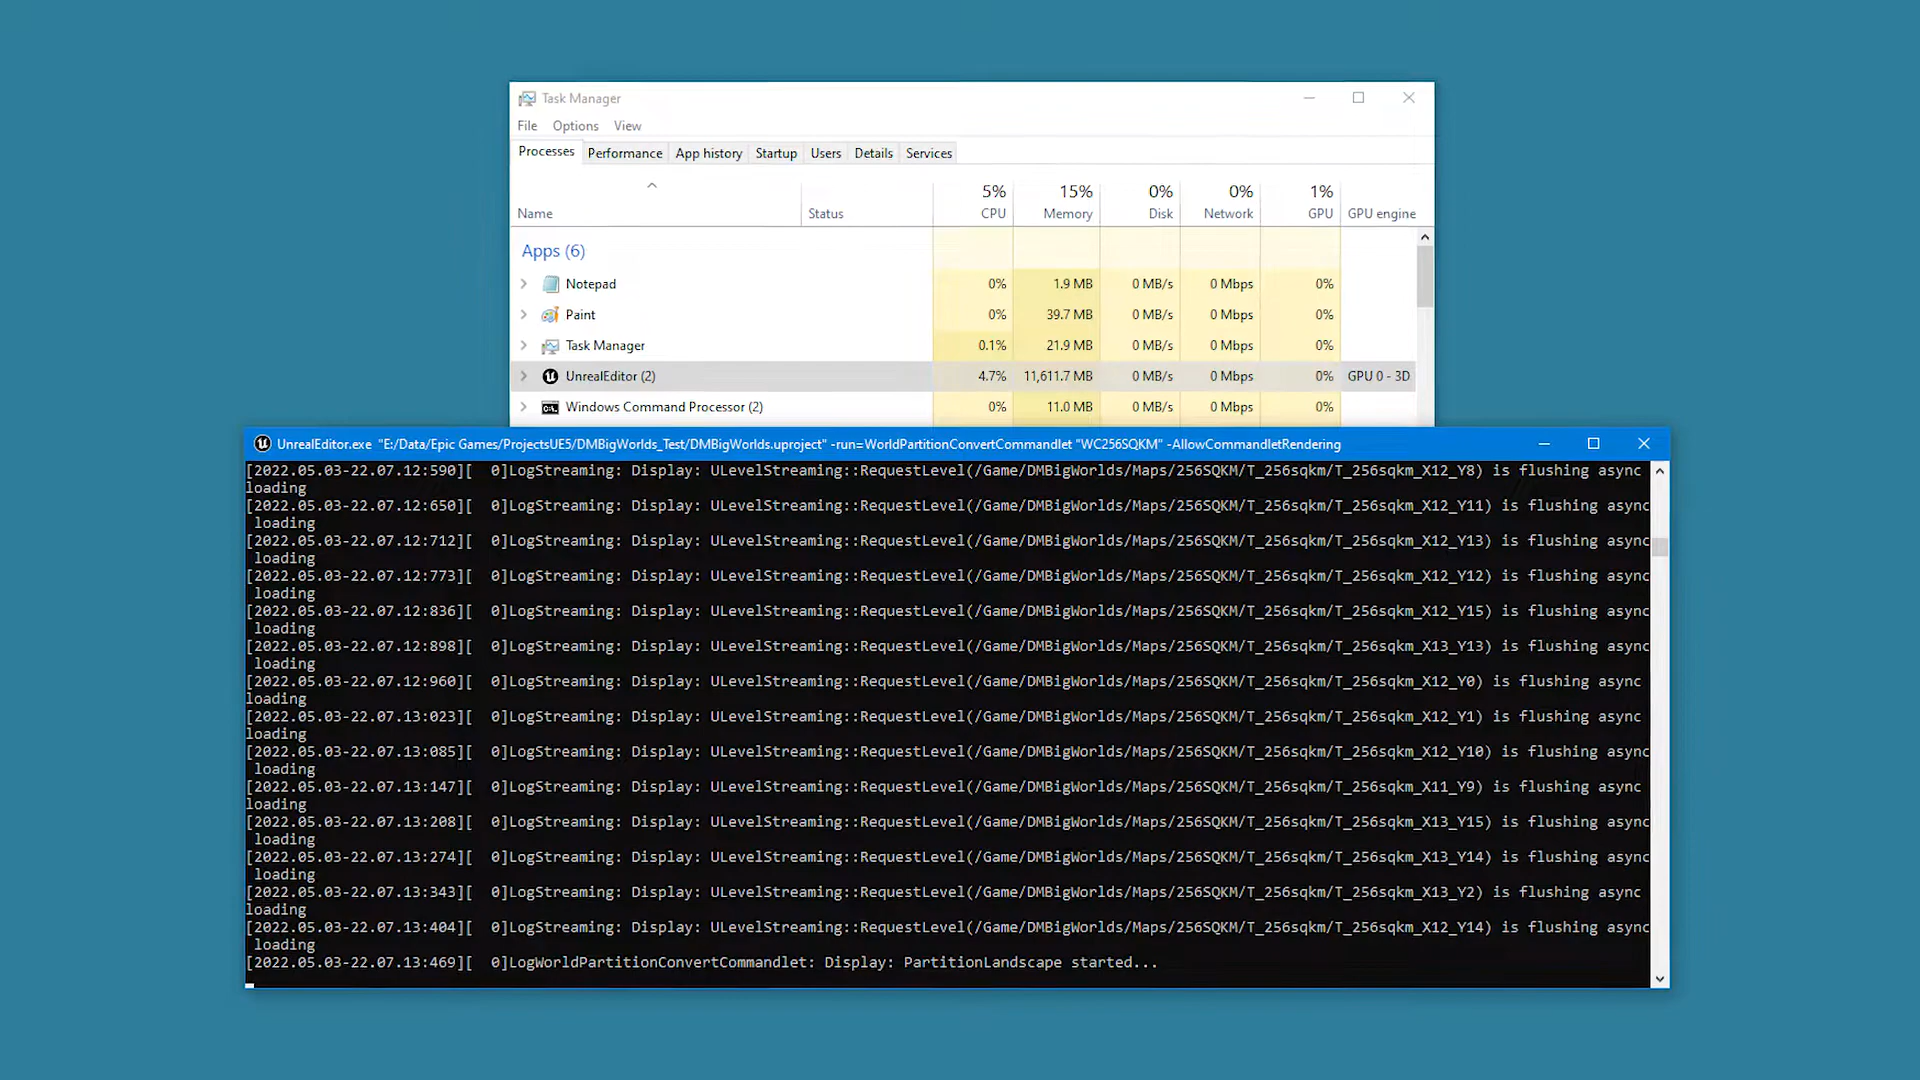 Task Manager
File Options View
Processes Performance App history Startup Users Details Services
5% 15% 0% 0% 1%
Name Status CPU Memory Disk Network GPU GPU engine
Apps (6)
Notepad 0% 1.9 MB 0 MB/s 0 Mbps 0%
Paint 0% 39.7 MB 0 MB/s 0 Mbps 0%
Task Manager 0.1% 21.9 MB 0 MB/s 0 Mbps 0%
UnrealEditor (2) 4.7% 11,611.7 MB 0 MB/s 0 Mbps 0% GPU 0 - 3D
Windows Command Processor (2) 0% 11.0 MB 0 MB/s 0 Mbps 0%
UnrealEditor.exe "E:/Data/Epic Games/ProjectsUE5/DMBigWorlds_Test/DMBigWorlds.uproject" -run=WorldPartitionConvertCommandlet "WC256SQKM" -AllowCommandletRendering
[2022.05.03-22.07.12:590][  0]LogStreaming: Display: ULevelStreaming::RequestLevel(/Game/DMBigWorlds/Maps/256SQKM/T_256sqkm/T_256sqkm_X12_Y8) is flushing async
loading
[2022.05.03-22.07.12:650][  0]LogStreaming: Display: ULevelStreaming::RequestLevel(/Game/DMBigWorlds/Maps/256SQKM/T_256sqkm/T_256sqkm_X12_Y11) is flushing async
loading
[2022.05.03-22.07.12:712][  0]LogStreaming: Display: ULevelStreaming::RequestLevel(/Game/DMBigWorlds/Maps/256SQKM/T_256sqkm/T_256sqkm_X12_Y13) is flushing async
loading
[2022.05.03-22.07.12:773][  0]LogStreaming: Display: ULevelStreaming::RequestLevel(/Game/DMBigWorlds/Maps/256SQKM/T_256sqkm/T_256sqkm_X12_Y12) is flushing async
loading
[2022.05.03-22.07.12:836][  0]LogStreaming: Display: ULevelStreaming::RequestLevel(/Game/DMBigWorlds/Maps/256SQKM/T_256sqkm/T_256sqkm_X12_Y15) is flushing async
loading
[2022.05.03-22.07.12:898][  0]LogStreaming: Display: ULevelStreaming::RequestLevel(/Game/DMBigWorlds/Maps/256SQKM/T_256sqkm/T_256sqkm_X13_Y13) is flushing async
loading
[2022.05.03-22.07.12:960][  0]LogStreaming: Display: ULevelStreaming::RequestLevel(/Game/DMBigWorlds/Maps/256SQKM/T_256sqkm/T_256sqkm_X12_Y0) is flushing async
loading
[2022.05.03-22.07.13:023][  0]LogStreaming: Display: ULevelStreaming::RequestLevel(/Game/DMBigWorlds/Maps/256SQKM/T_256sqkm/T_256sqkm_X12_Y1) is flushing async
loading
[2022.05.03-22.07.13:085][  0]LogStreaming: Display: ULevelStreaming::RequestLevel(/Game/DMBigWorlds/Maps/256SQKM/T_256sqkm/T_256sqkm_X12_Y10) is flushing async
loading
[2022.05.03-22.07.13:147][  0]LogStreaming: Display: ULevelStreaming::RequestLevel(/Game/DMBigWorlds/Maps/256SQKM/T_256sqkm/T_256sqkm_X11_Y9) is flushing async
loading
[2022.05.03-22.07.13:208][  0]LogStreaming: Display: ULevelStreaming::RequestLevel(/Game/DMBigWorlds/Maps/256SQKM/T_256sqkm/T_256sqkm_X13_Y15) is flushing async
loading
[2022.05.03-22.07.13:274][  0]LogStreaming: Display: ULevelStreaming::RequestLevel(/Game/DMBigWorlds/Maps/256SQKM/T_256sqkm/T_256sqkm_X13_Y14) is flushing async
loading
[2022.05.03-22.07.13:343][  0]LogStreaming: Display: ULevelStreaming::RequestLevel(/Game/DMBigWorlds/Maps/256SQKM/T_256sqkm/T_256sqkm_X13_Y2) is flushing async
loading
[2022.05.03-22.07.13:404][  0]LogStreaming: Display: ULevelStreaming::RequestLevel(/Game/DMBigWorlds/Maps/256SQKM/T_256sqkm/T_256sqkm_X12_Y14) is flushing async
loading
[2022.05.03-22.07.13:469][  0]LogWorldPartitionConvertCommandlet: Display: PartitionLandscape started...